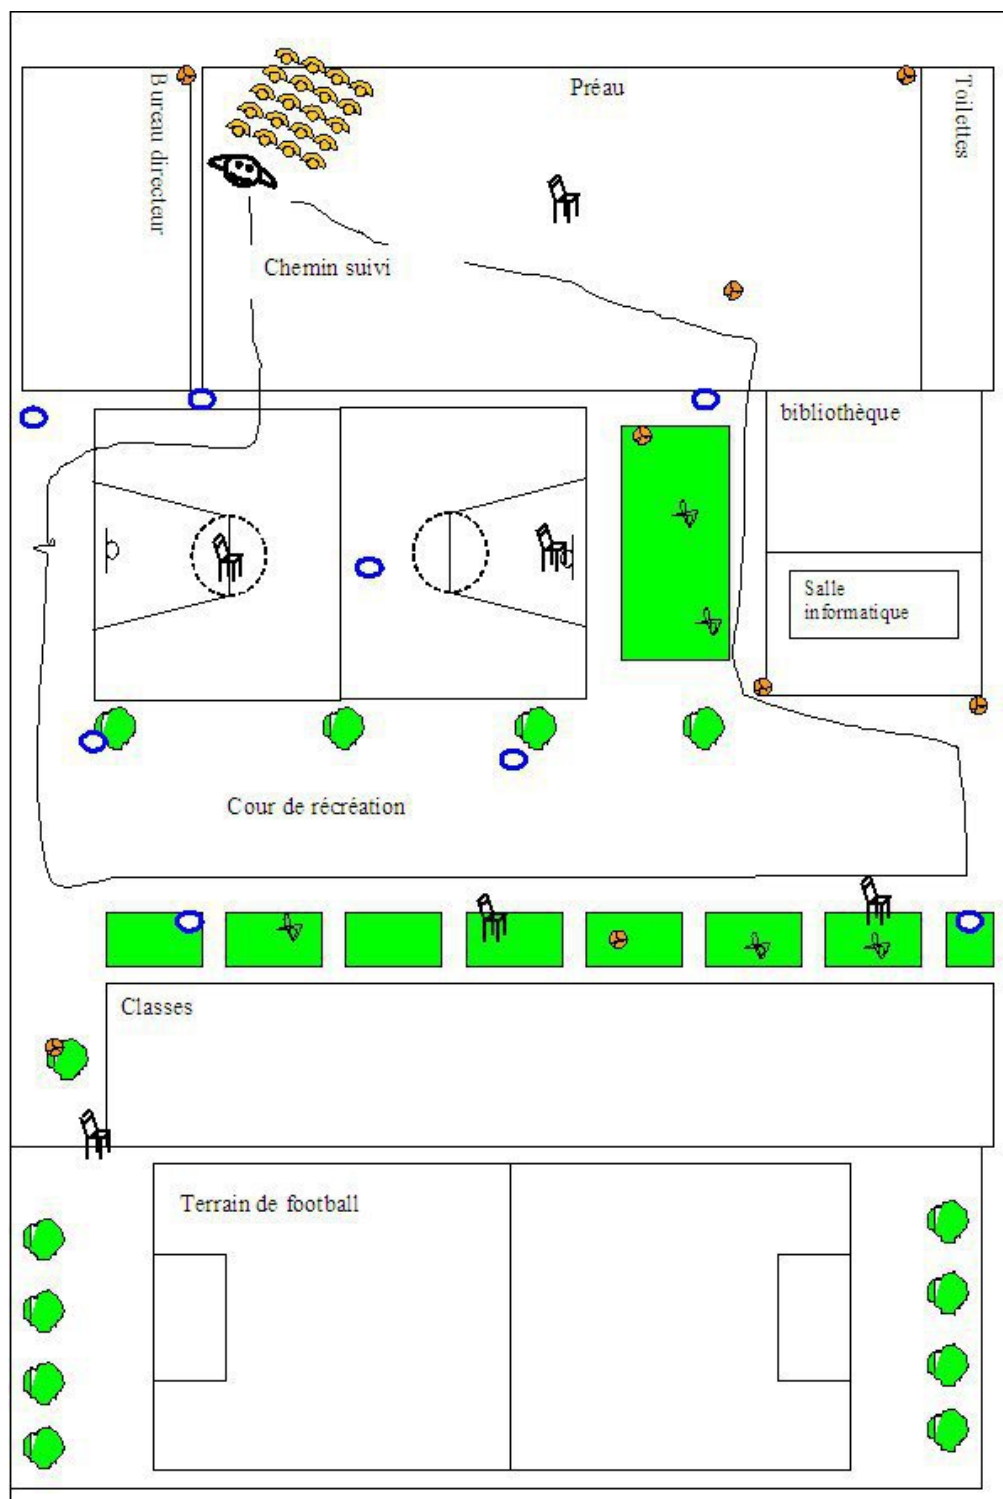 Bureau directeur
Préau
Toilettes
Chemin suivi
bibliothèque
Salle
informatique
Cour de récréation
Classes
Terrain de football